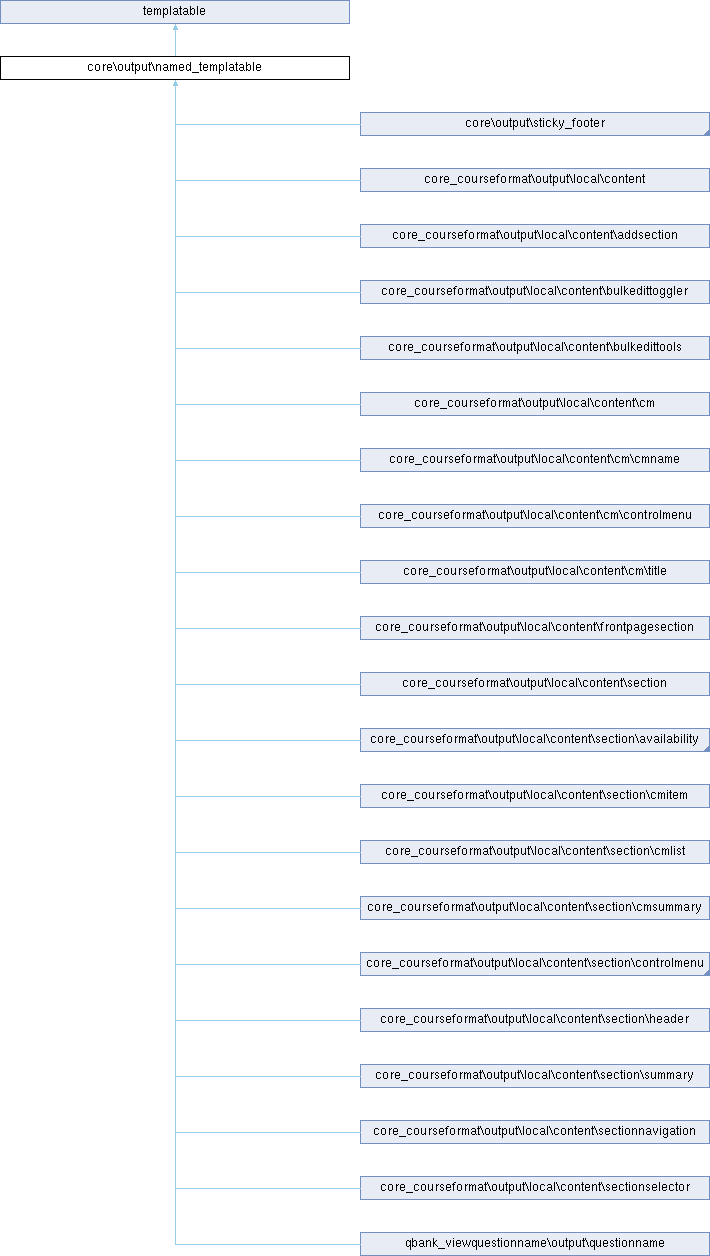 templatable
core\output\named_templatable
core\output\sticky_footer
core_courseformat\output\local\content
core_courseformat\output\local\content\addsection
core_courseformat\output\local\content\bulkedittoggler
core_courseformat\output\local\content\bulkedittools
core_courseformat\output\local\content\cm
core_courseformat\output\local\content\cm\cmname
core_courseformat\output\local\content\cm\controlmenu
core_courseformat\output\local\content\cm\title
core_courseformat\output\local\content\frontpagesection
core_courseformat\output\local\content\section
core_courseformat\output\local\content\section\availability
core_courseformat\output\local\content\section\cmitem
core_courseformat\output\local\content\section\cmlist
core_courseformat\output\local\content\section\cmsummary
core_courseformat\output\local\content\section\controlmenu
core_courseformat\output\local\content\section\header
core_courseformat\output\local\content\section\summary
core_courseformat\output\local\content\sectionnavigation
core_courseformat\output\local\content\sectionselector
qbank_viewquestionname\output\questionname